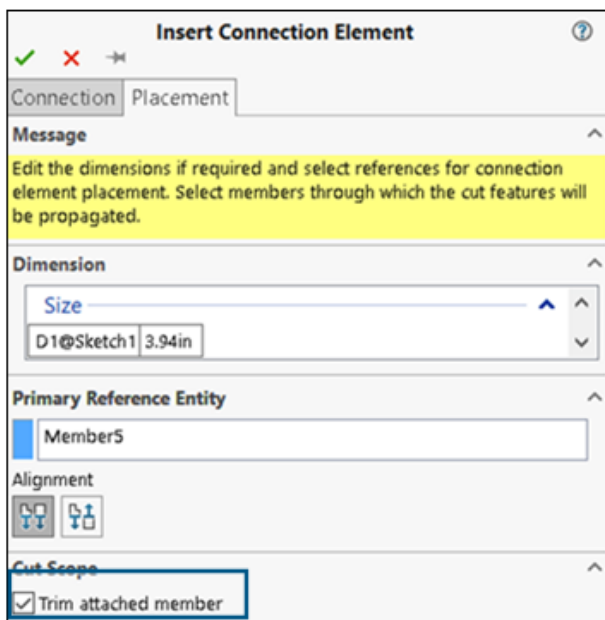 Insert Connection Element
Connection Placement
Message
Edit the dimensions if required and select references for connection
element placement. Select members through which the cut features will
be propagated.
Dimension
Size
D1@Sketch1 3.94in
Primary Reference Entity
Member5
Alignment
Cut Scope
Trim attached member